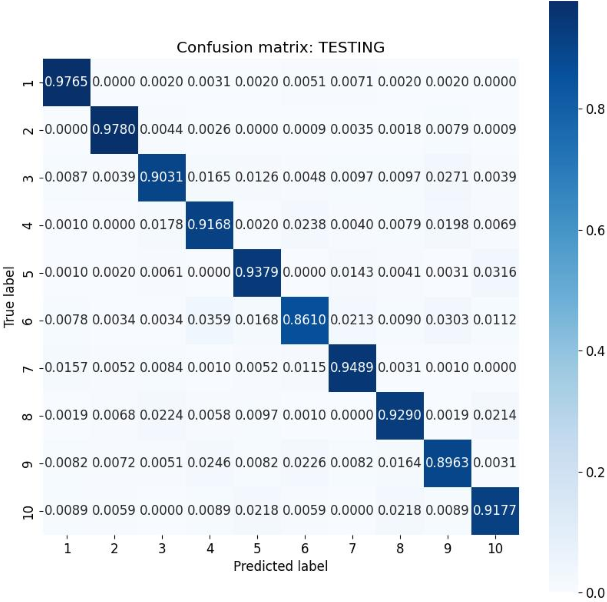 Confusion matrix: TESTING
1 0.9765 0.0000 0.0020 0.0031 0.0020 0.0051 0.0071 0.0020 0.0020 0.0000
2 0.0000 0.9780 0.0044 0.0026 0.0000 0.0009 0.0035 0.0018 0.0079 0.0009
3 0.0087 0.0039 0.9031 0.0165 0.0126 0.0048 0.0097 0.0097 0.0271 0.0039
4 0.0010 0.0000 0.0178 0.9168 0.0020 0.0238 0.0040 0.0079 0.0198 0.0069
5 0.0010 0.0020 0.0061 0.0000 0.9379 0.0000 0.0143 0.0041 0.0031 0.0316
6 0.0078 0.0034 0.0034 0.0359 0.0168 0.8610 0.0213 0.0090 0.0303 0.0112
7 0.0157 0.0052 0.0084 0.0010 0.0052 0.0115 0.9489 0.0031 0.0010 0.0000
8 0.0019 0.0068 0.0224 0.0058 0.0097 0.0010 0.0000 0.9290 0.0019 0.0214
9 0.0082 0.0072 0.0051 0.0246 0.0082 0.0226 0.0082 0.0164 0.8963 0.0031
10 0.0089 0.0059 0.0000 0.0089 0.0218 0.0059 0.0000 0.0218 0.0089 0.9177
1 2 3 4 5 6 7 8 9 10
Predicted label
True label
0.8
0.6
0.4
0.2
0.0